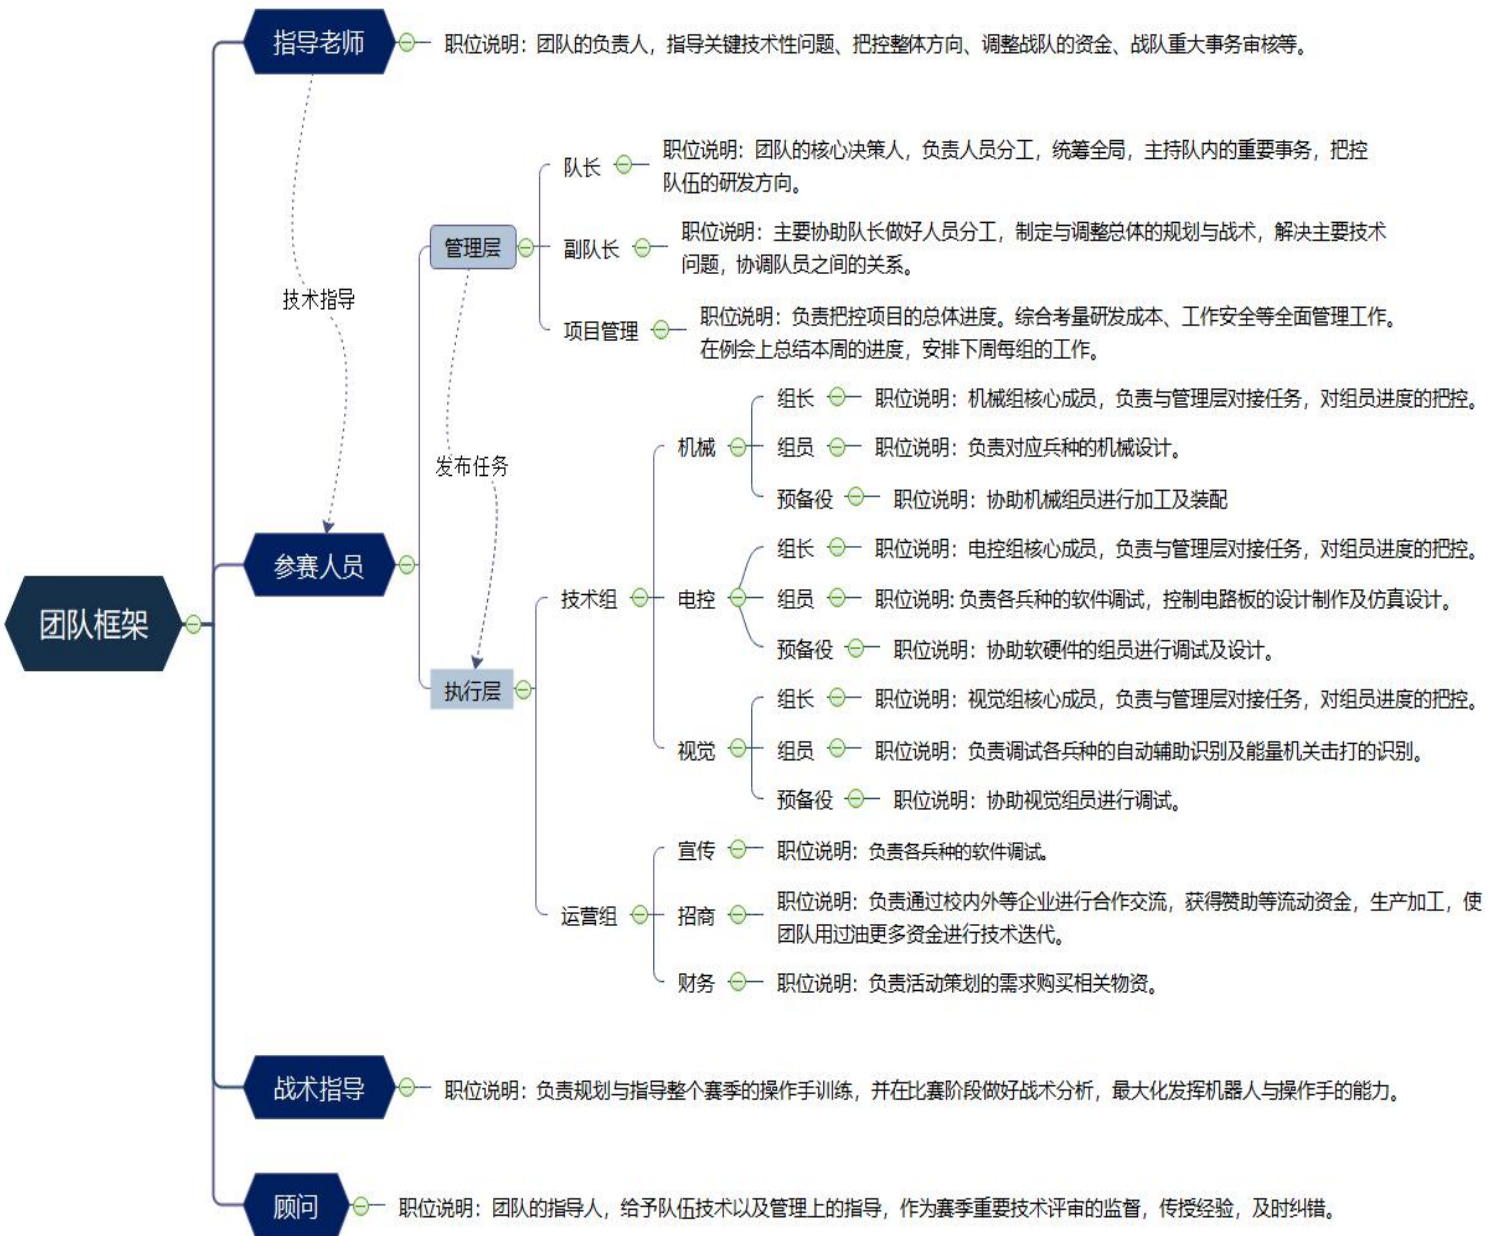 指导老师
职位说明：团队的负责人，指导关键技术性问题、把控整体方向、调整战队的资金、战队重大事务审核等。
技术指导
管理层
队长
职位说明：团队的核心决策人，负责人员分工，统筹全局，主持队内的重要事务，把控
队伍的研发方向。
副队长
职位说明：主要协助队长做好人员分工，制定与调整总体的规划与战术，解决主要技术
问题，协调队员之间的关系。
项目管理
职位说明：负责把控项目的总体进度。综合考量研发成本、工作安全等全面管理工作。
在例会上总结本周的进度，安排下周每组的工作。
发布任务
团队框架
参赛人员
执行层
技术组
机械
组长
职位说明：机械组核心成员，负责与管理层对接任务，对组员进度的把控。
组员
职位说明：负责对应兵种的机械设计。
预备役
职位说明：协助机械组员进行加工及装配
电控
组长
职位说明：电控组核心成员，负责与管理层对接任务，对组员进度的把控。
组员
职位说明：负责各兵种的软件调试，控制电路板的设计制作及仿真设计。
预备役
职位说明：协助软硬件的组员进行调试及设计。
视觉
组长
职位说明：视觉组核心成员，负责与管理层对接任务，对组员进度的把控。
组员
职位说明：负责调试各兵种的自动辅助识别及能量机关击打的识别。
预备役
职位说明：协助视觉组员进行调试。
运营组
宣传
职位说明：负责各兵种的软件调试。
招商
职位说明：负责通过校内外等企业进行合作交流，获得赞助等流动资金，生产加工，使
团队用过油更多资金进行技术迭代。
财务
职位说明：负责活动策划的需求购买相关物资。
战术指导
职位说明：负责规划与指导整个赛季的操作手训练，并在比赛阶段做好战术分析，最大化发挥机器人与操作手的能力。
顾问
职位说明：团队的指导人，给予队伍技术以及管理上的指导，作为赛季重要技术评审的监督，传授经验，及时纠错。